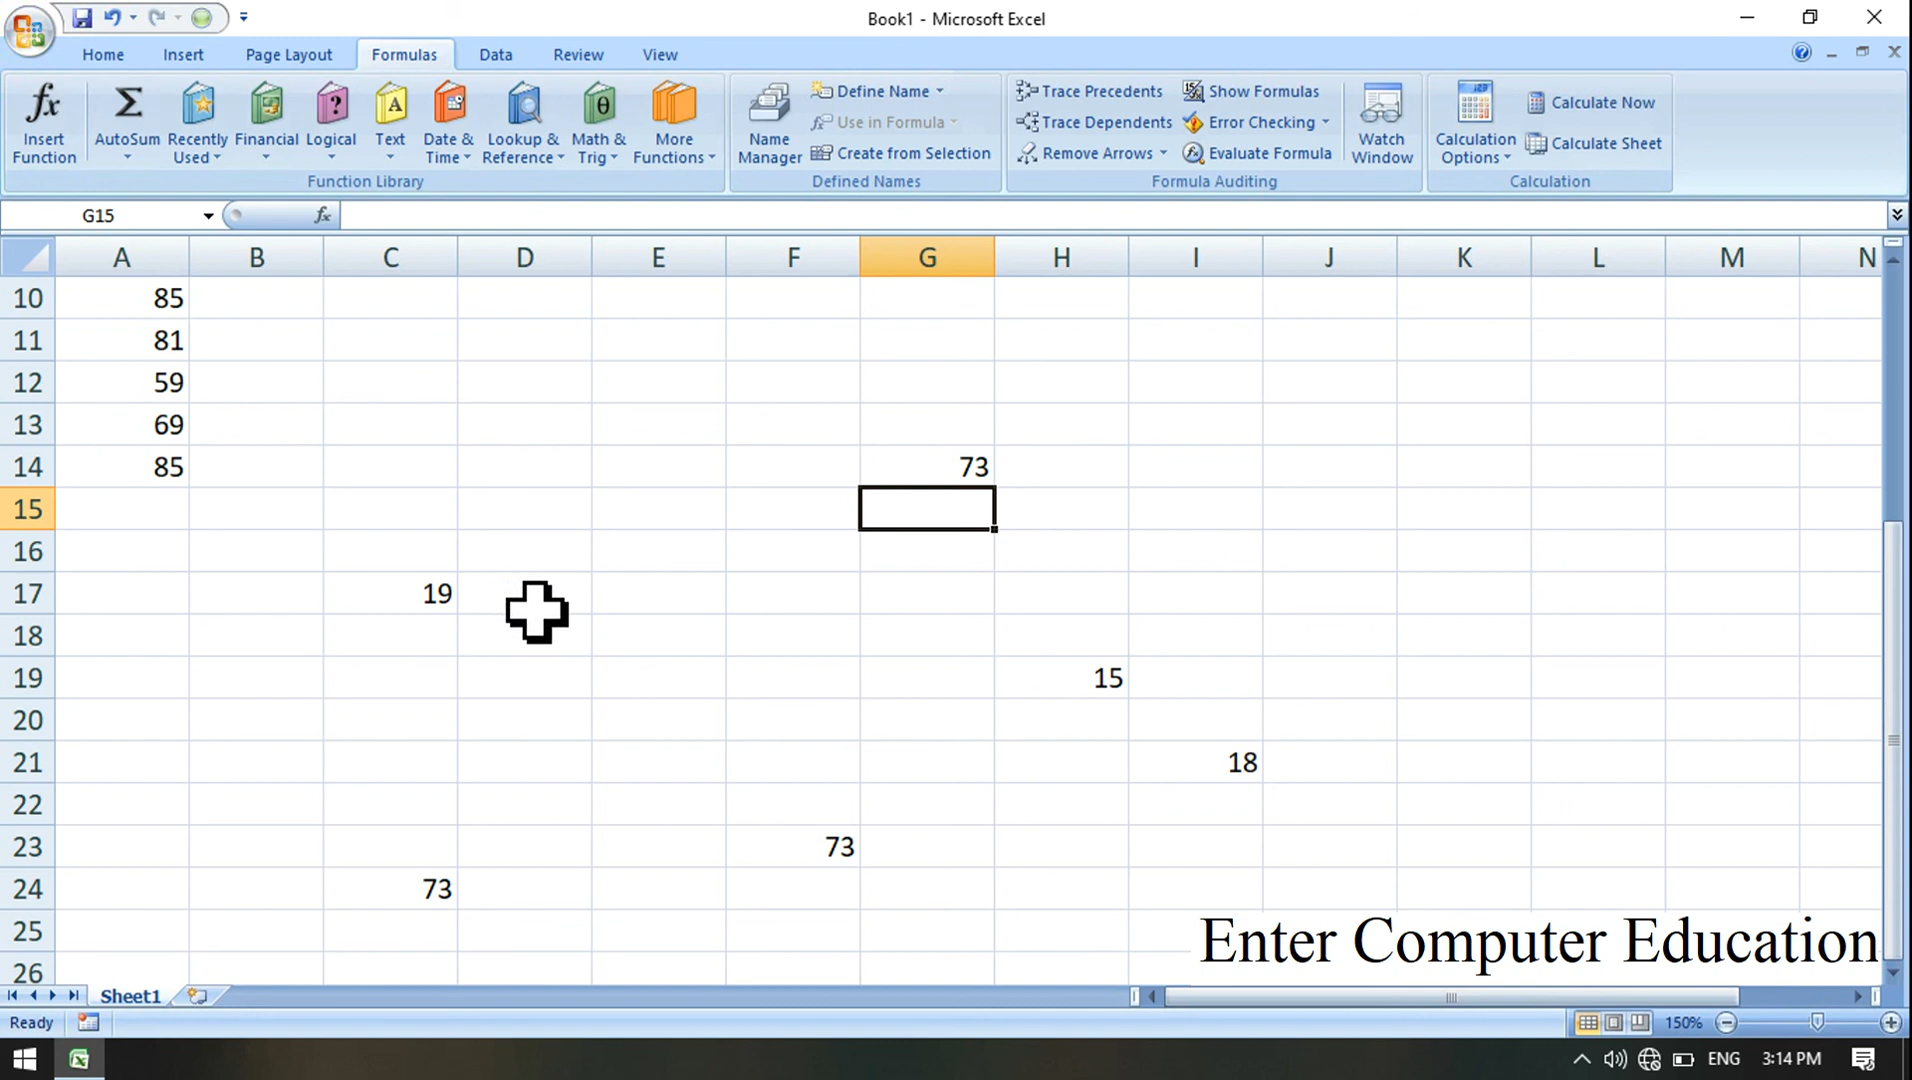 Book1 - Microsoft Excel
Home Insert Page Layout Formulas Data Review View
Insert Function
AutoSum
Recently Used
Financial
Logical
Text
Date & Time
Lookup & Reference
Math & Trig
More Functions
Function Library
Name Manager
Define Name
Use in Formula
Create from Selection
Defined Names
Trace Precedents
Trace Dependents
Remove Arrows
Show Formulas
Error Checking
Evaluate Formula
Watch Window
Formula Auditing
Calculation Options
Calculate Now
Calculate Sheet
Calculation
G15 fx
A B C D E F G H I J K L M N
10 85
11 81
12 59
13 69
14 85 73
15
16
17 19
18
19 15
20
21 18
22
23 73
24 73
25
26
Enter Computer Education
Sheet1
Ready 150%
ENG 3:14 PM